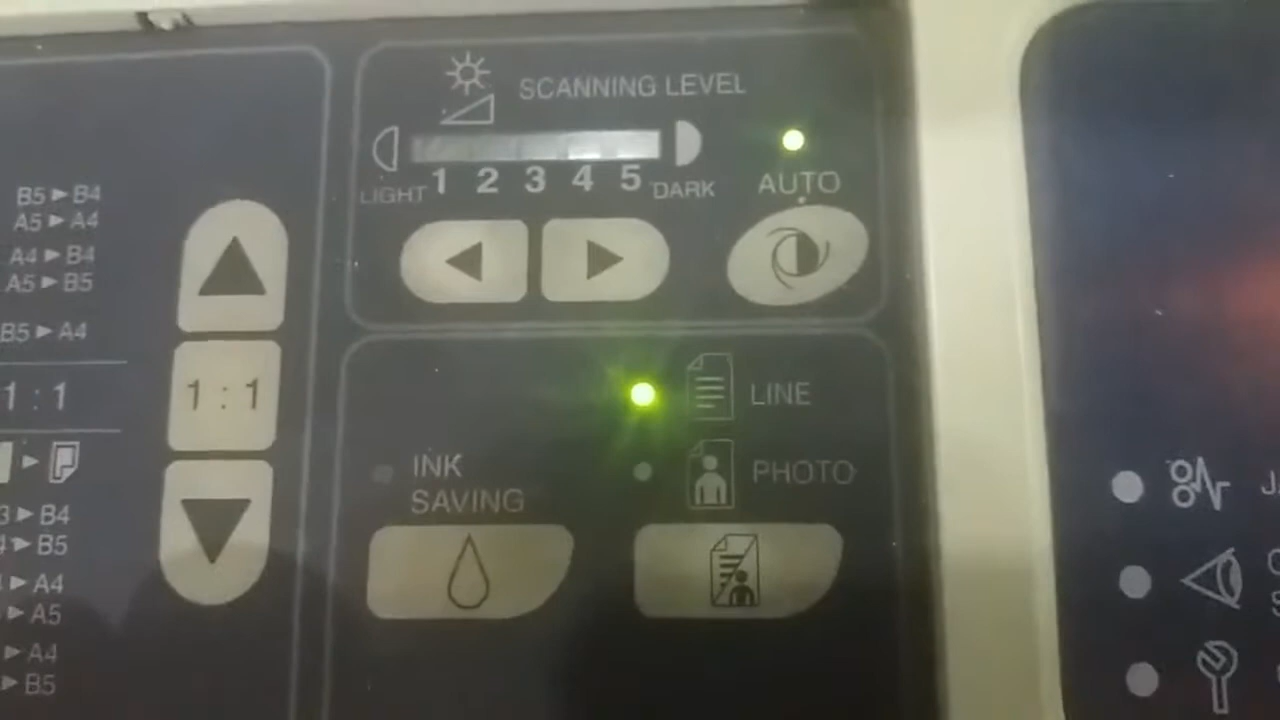 SCANNING LEVEL
LIGHT 1 2 3 4 5 DARK
AUTO
B5 ► B4
A5 ► A4
A4 ► B4
A5 ► B5
B5 ► A4
1 : 1
1 : 1
► B4
► B5
► A4
► A5
► A4
► B5
LINE
PHOTO
INK
SAVING